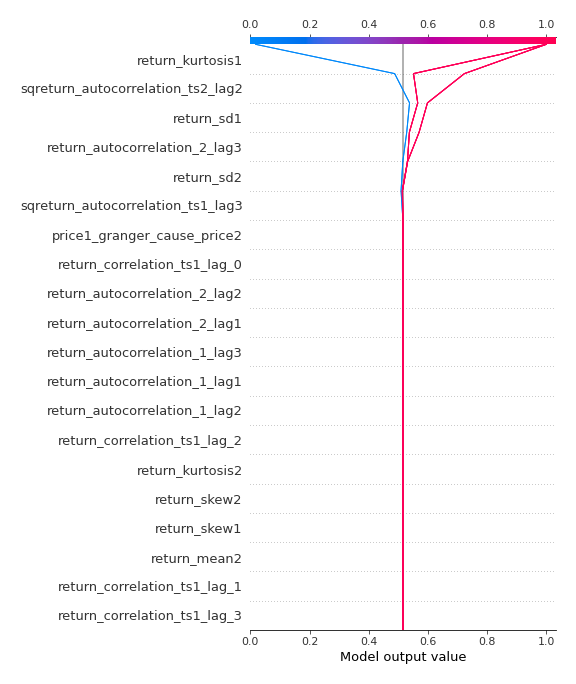 0.0 0.2 0.4 0.6 0.8 1.0
return_kurtosis1
sqreturn_autocorrelation_ts2_lag2
return_sd1
return_autocorrelation_2_lag3
return_sd2
sqreturn_autocorrelation_ts1_lag3
price1_granger_cause_price2
return_correlation_ts1_lag_0
return_autocorrelation_2_lag2
return_autocorrelation_2_lag1
return_autocorrelation_1_lag3
return_autocorrelation_1_lag1
return_autocorrelation_1_lag2
return_correlation_ts1_lag_2
return_kurtosis2
return_skew2
return_skew1
return_mean2
return_correlation_ts1_lag_1
return_correlation_ts1_lag_3
0.0 0.2 0.4 0.6 0.8 1.0
Model output value